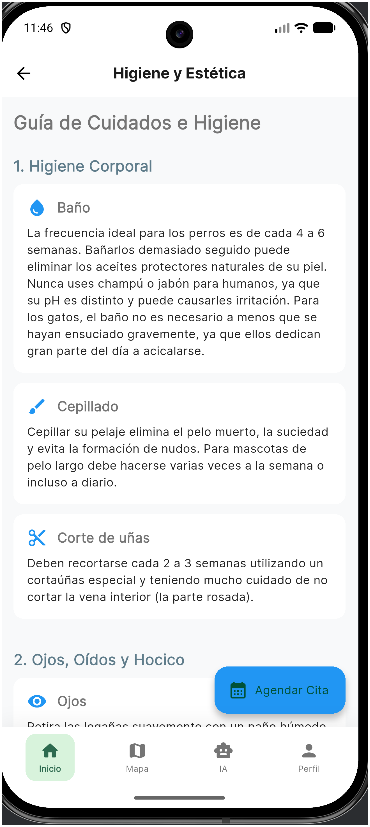 11:46
Higiene y Estética
Guía de Cuidados e Higiene
1. Higiene Corporal
Baño
La frecuencia ideal para los perros es de cada 4 a 6
semanas. Bañarlos demasiado seguido puede
eliminar los aceites protectores naturales de su piel.
Nunca uses champú o jabón para humanos, ya que
su pH es distinto y puede causarles irritación. Para
los gatos, el baño no es necesario a menos que se
hayan ensuciado gravemente, ya que ellos dedican
gran parte del día a acicalarse.
Cepillado
Cepillar su pelaje elimina el pelo muerto, la suciedad
y evita la formación de nudos. Para mascotas de
pelo largo debe hacerse varias veces a la semana o
incluso a diario.
Corte de uñas
Deben recortarse cada 2 a 3 semanas utilizando un
cortaúñas especial y teniendo mucho cuidado de no
cortar la vena interior (la parte rosada).
2. Ojos, Oídos y Hocico
Agendar Cita
Ojos
Retira las legañas suavemente con un paño húmedo
Inicio
Mapa
IA
Perfil